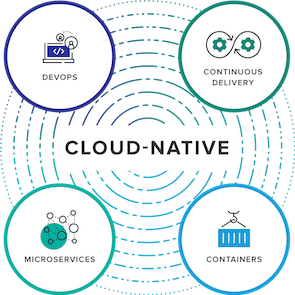 DEVOPS
CONTINUOUS
DELIVERY
CLOUD-NATIVE
MICROSERVICES
CONTAINERS